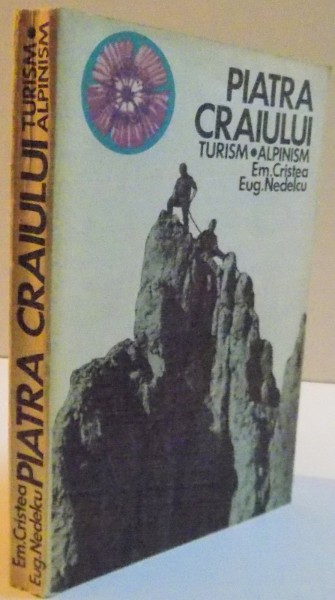 PIATRA
CRAIULUI
TURISM•ALPINISM
Em.Cristea
Eug.Nedelcu
Em.Cristea
Eug.Nedelcu
PIATRA CRAIULUI
TURISM•
ALPINISM